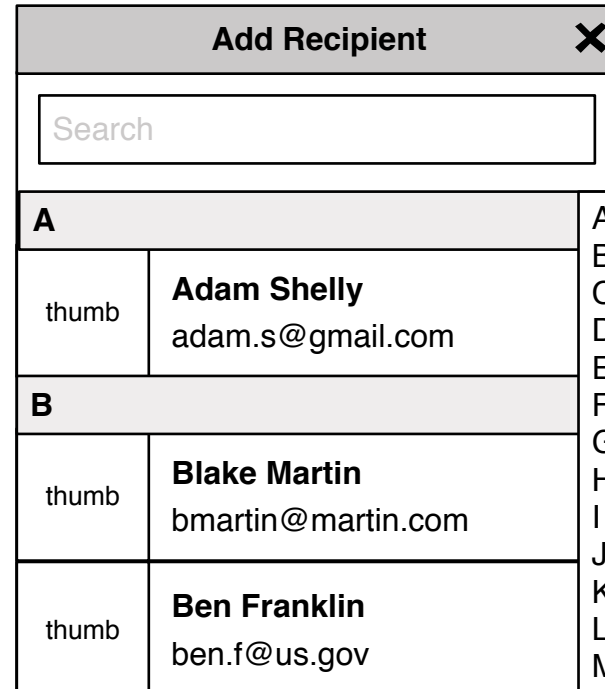 Add Recipient
Search
A
thumb
Adam Shelly
adam.s@gmail.com
B
thumb
Blake Martin
bmartin@martin.com
thumb
Ben Franklin
ben.f@us.gov
A
B
C
D
E
F
G
H
I
J
K
L
M